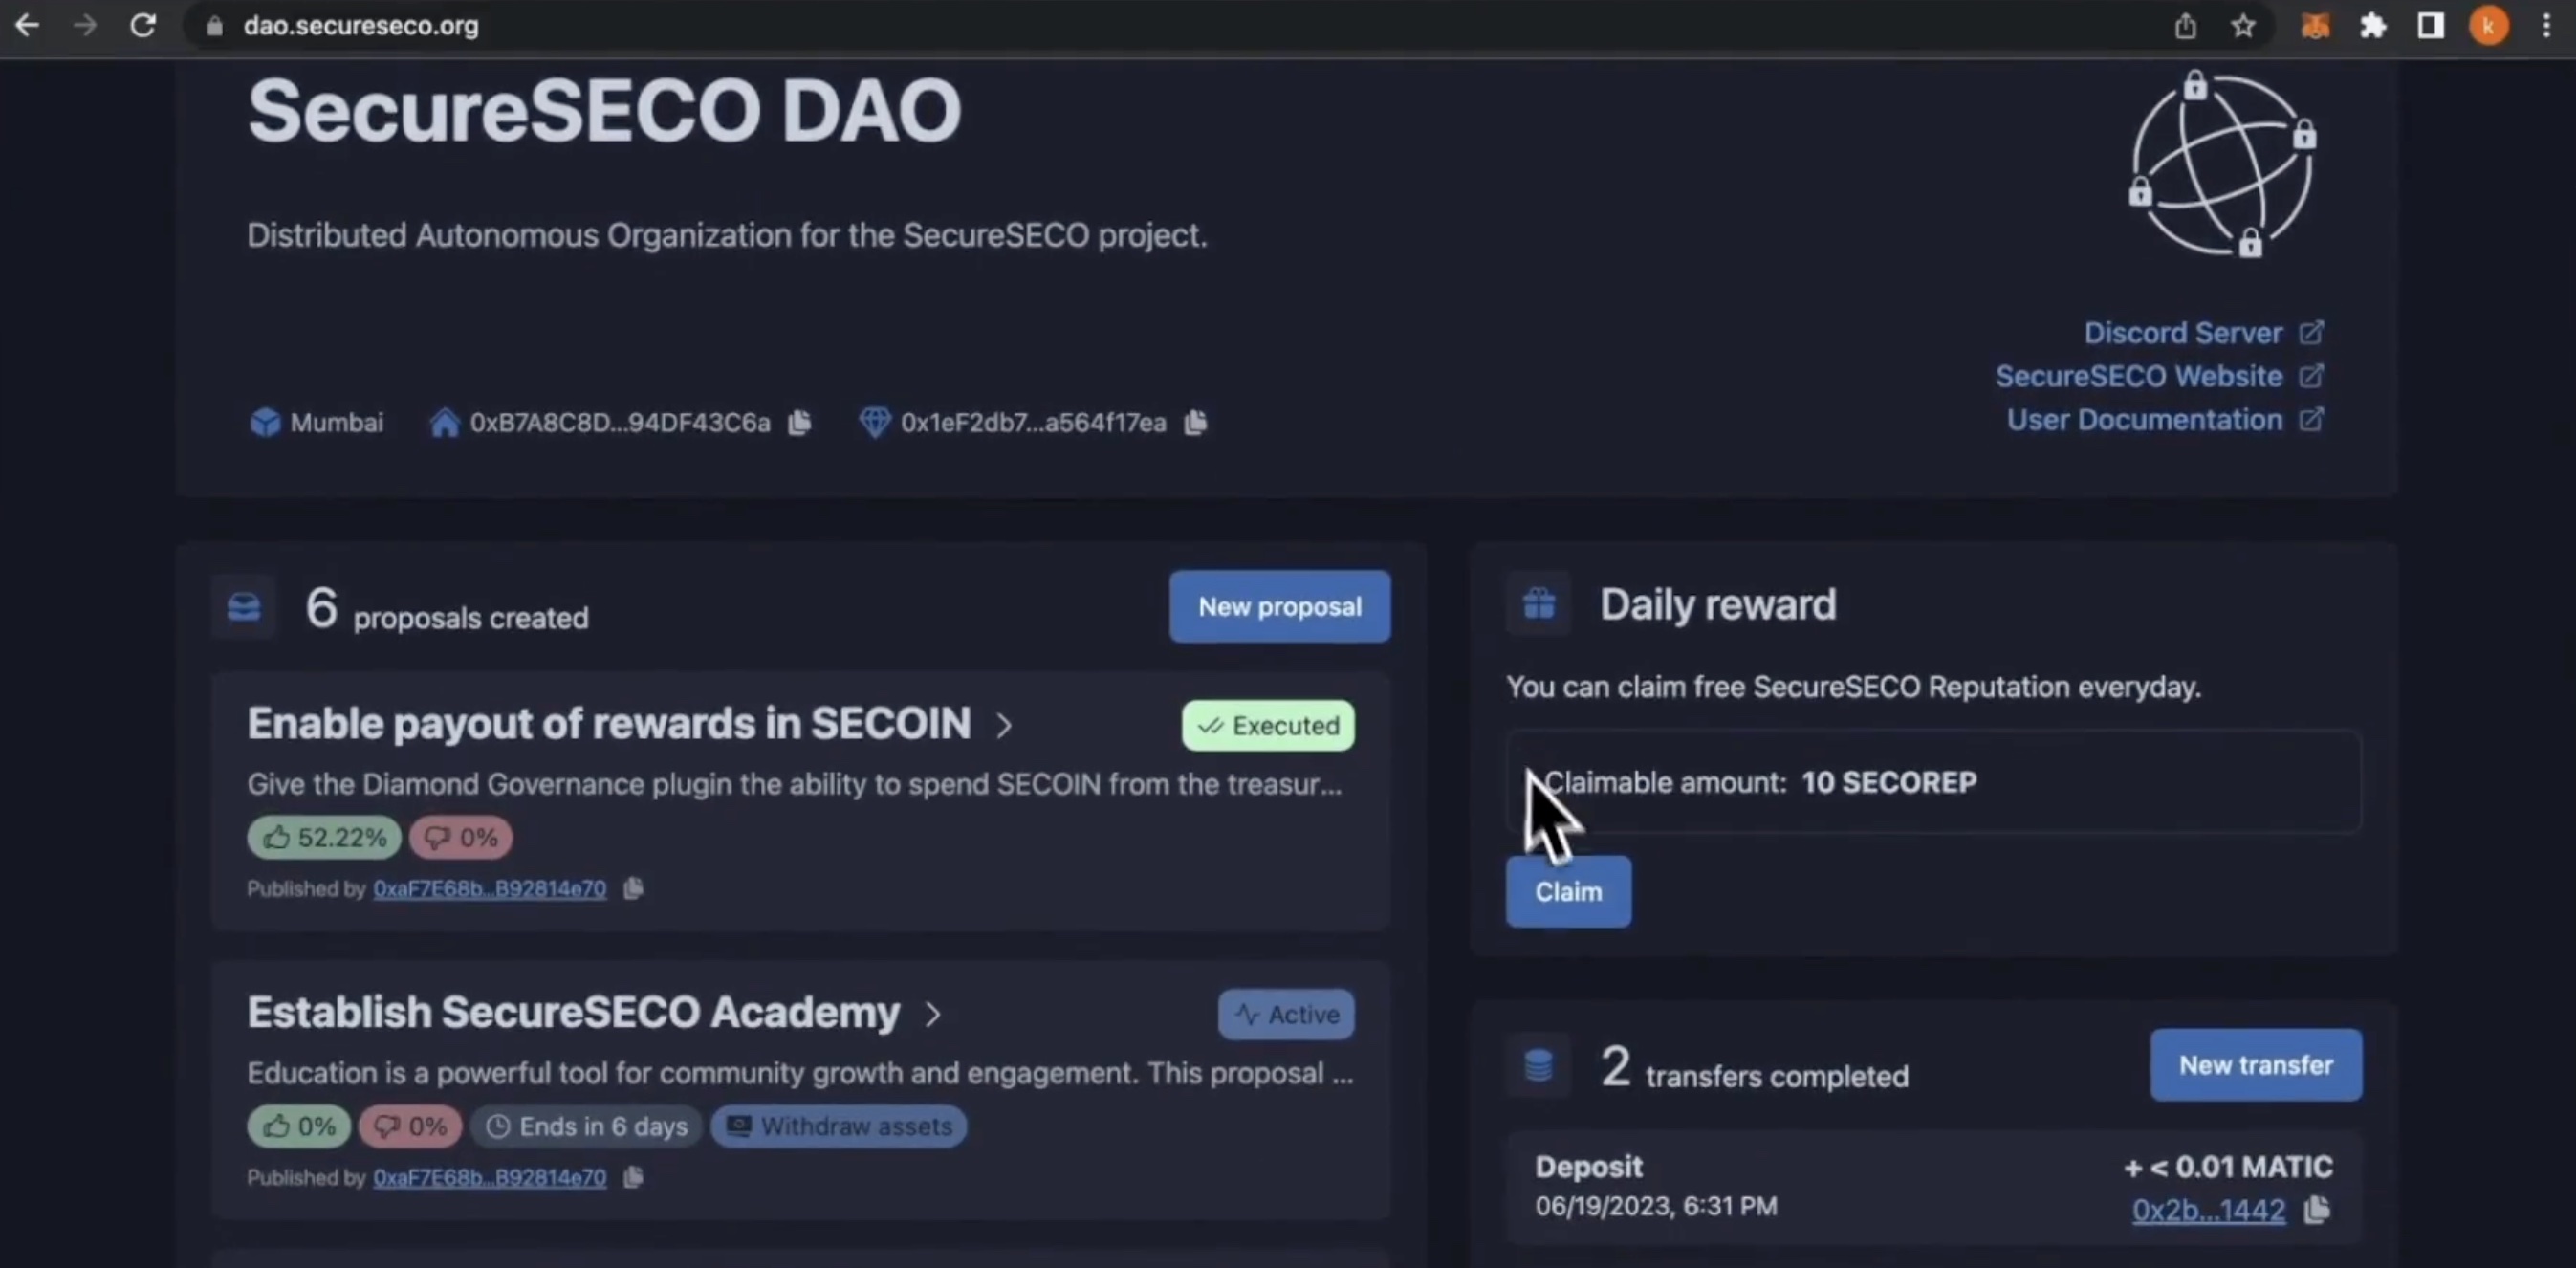 dao.secureseco.org
k
SecureSECO DAO
Distributed Autonomous Organization for the SecureSECO project.
Discord Server
SecureSECO Website
User Documentation
Mumbai 0xB7A8C8D...94DF43C6a 0x1eF2db7...a564f17ea
6 proposals created
New proposal
Enable payout of rewards in SECOIN
Executed
Give the Diamond Governance plugin the ability to spend SECOIN from the treasur...
52.22% 0%
Published by 0xaF7E68b...B92814e70
Establish SecureSECO Academy
Active
Education is a powerful tool for community growth and engagement. This proposal ...
0% 0% Ends in 6 days Withdraw assets
Published by 0xaF7E68b...B92814e70
Daily reward
You can claim free SecureSECO Reputation everyday.
Claimable amount: 10 SECOREP
Claim
2 transfers completed
New transfer
Deposit + < 0.01 MATIC
06/19/2023, 6:31 PM 0x2b...1442